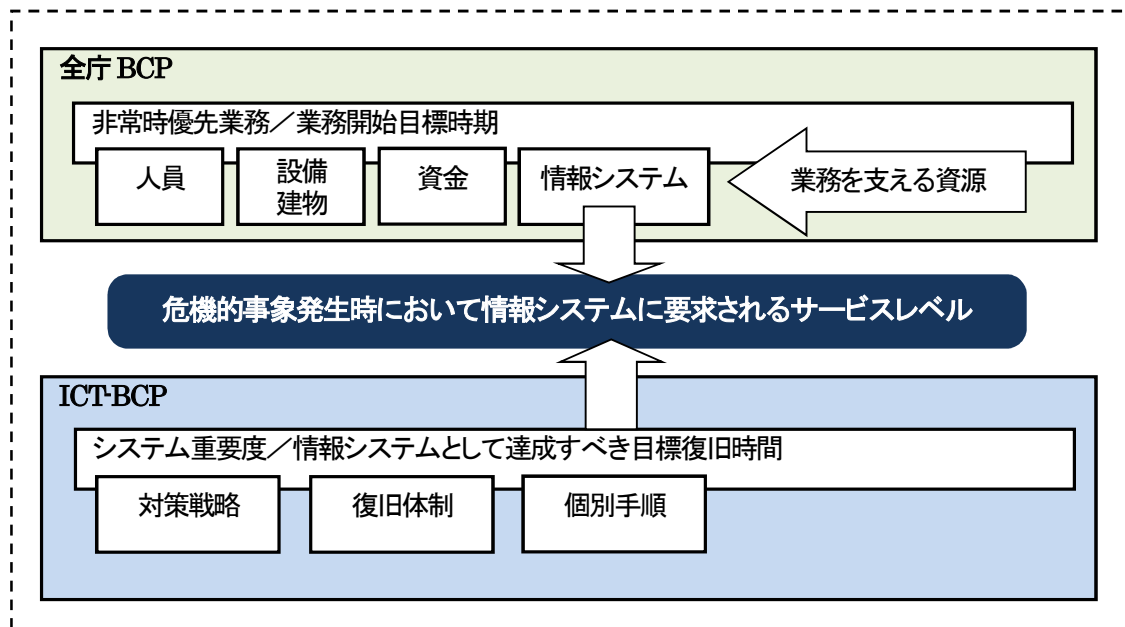 全庁 BCP
非常時優先業務／業務開始目標時期
人員
設備
建物
資金
情報システム
業務を支える資源
危機的事象発生時において情報システムに要求されるサービスレベル
ICT-BCP
システム重要度／情報システムとして達成すべき目標復旧時間
対策戦略
復旧体制
個別手順